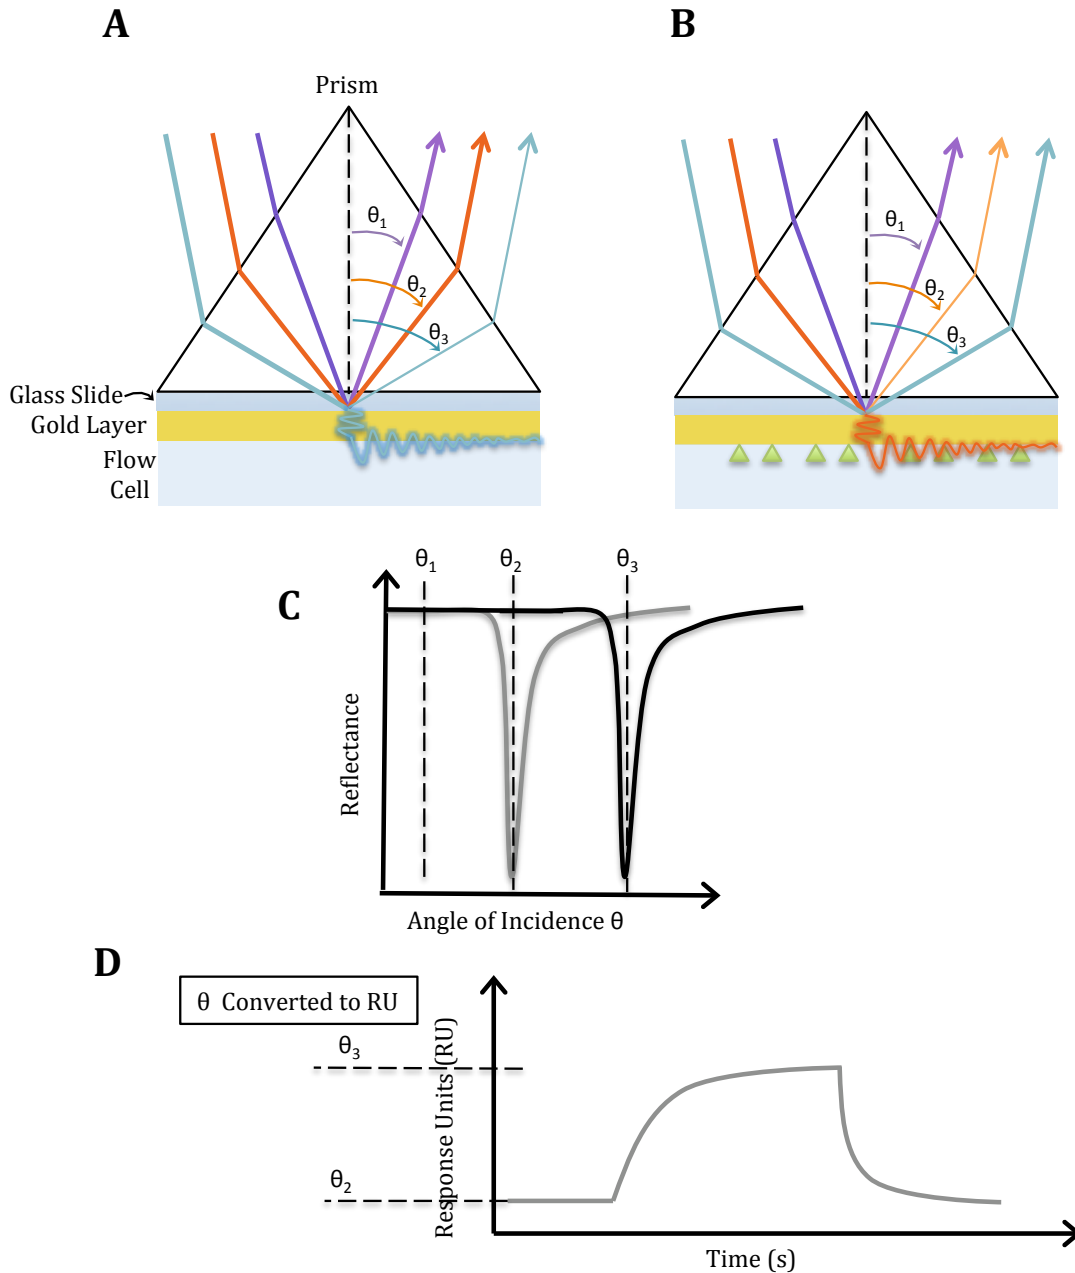 A
B
Prism
θ1
θ2
θ3
θ1
θ2
θ3
Glass Slide
Gold Layer
Flow
Cell
C
θ1
θ2
θ3
Reflectance
Angle of Incidence θ
D
θ Converted to RU
θ3
θ2
Response Units (RU)
Time (s)